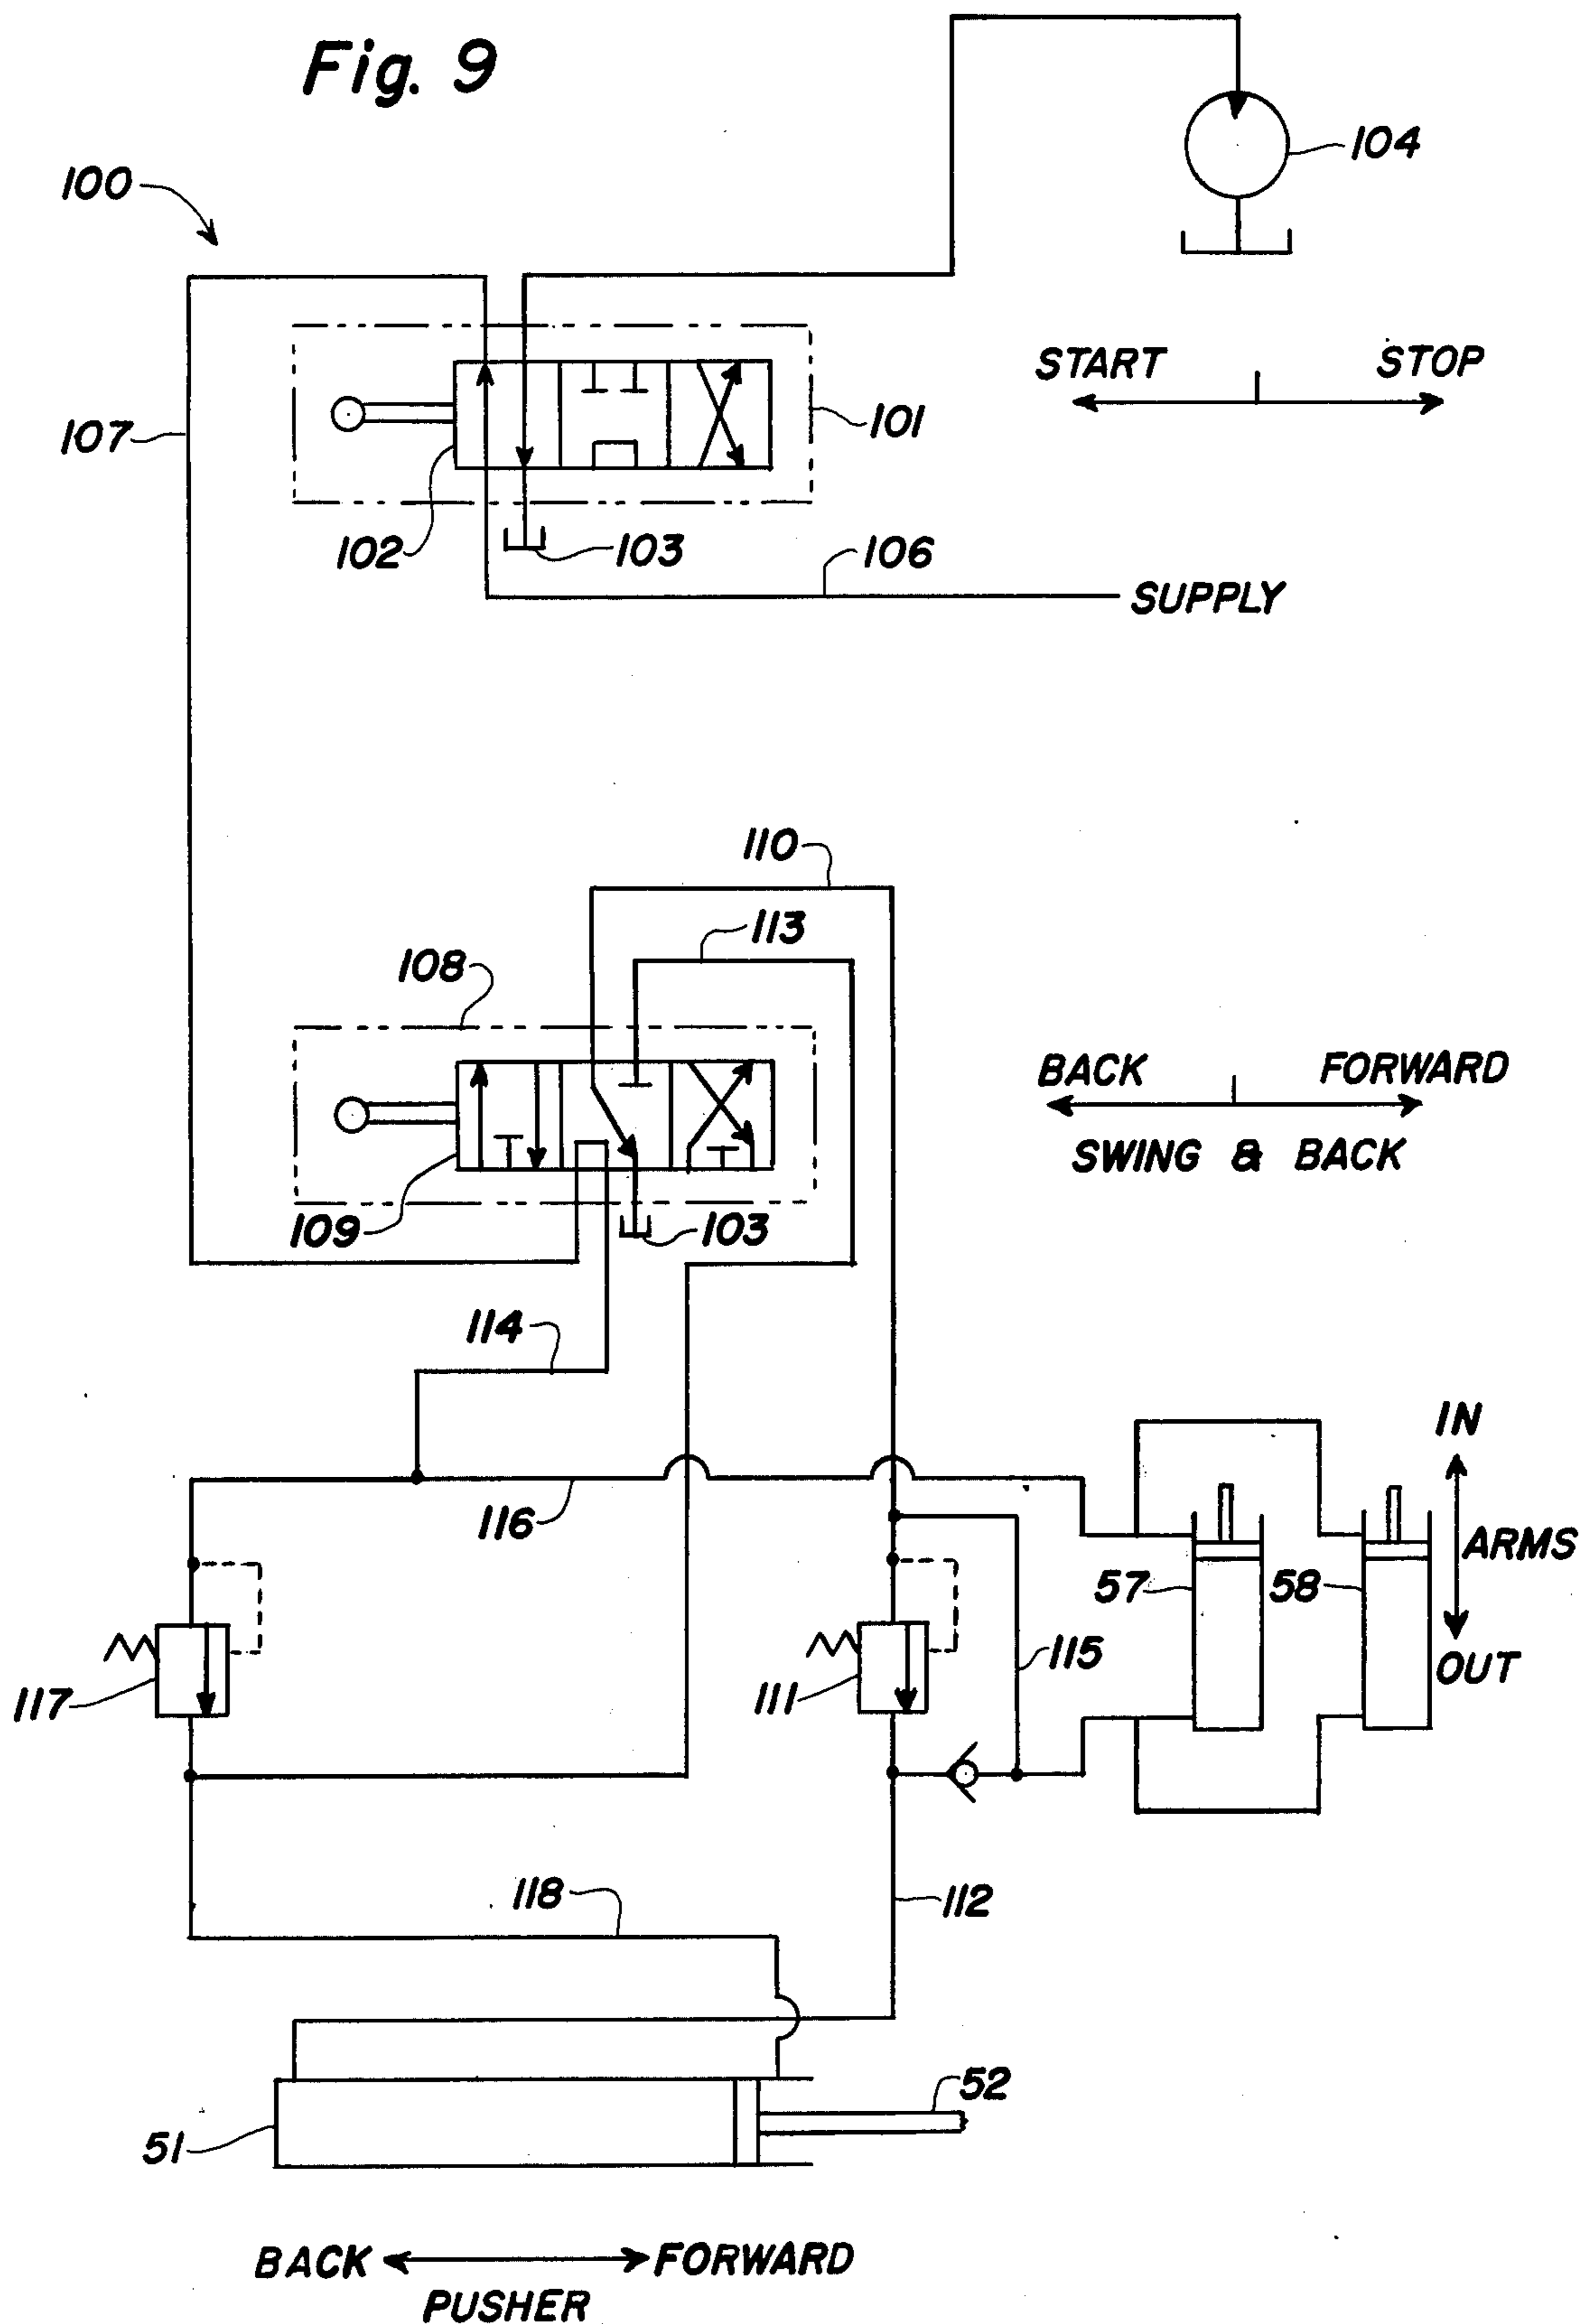 Fig. 9
104
100
START STOP
101
107
102
103
106
SUPPLY
110
113
108
BACK FORWARD
SWING & BACK
109
103
114
IN
116
ARMS
57
58
115
OUT
117
111
118
112
52
51
BACK FORWARD
PUSHER